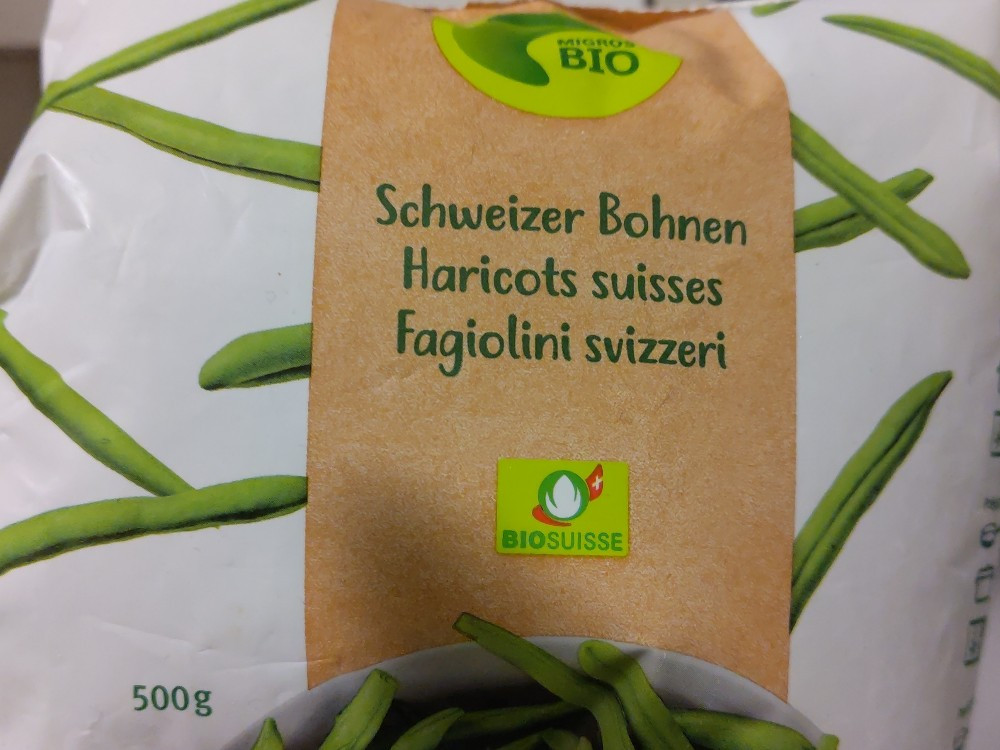 MIGROS
BIO
Schweizer Bohnen
Haricots suisses
Fagiolini svizzeri
BIOSUISSE
500g